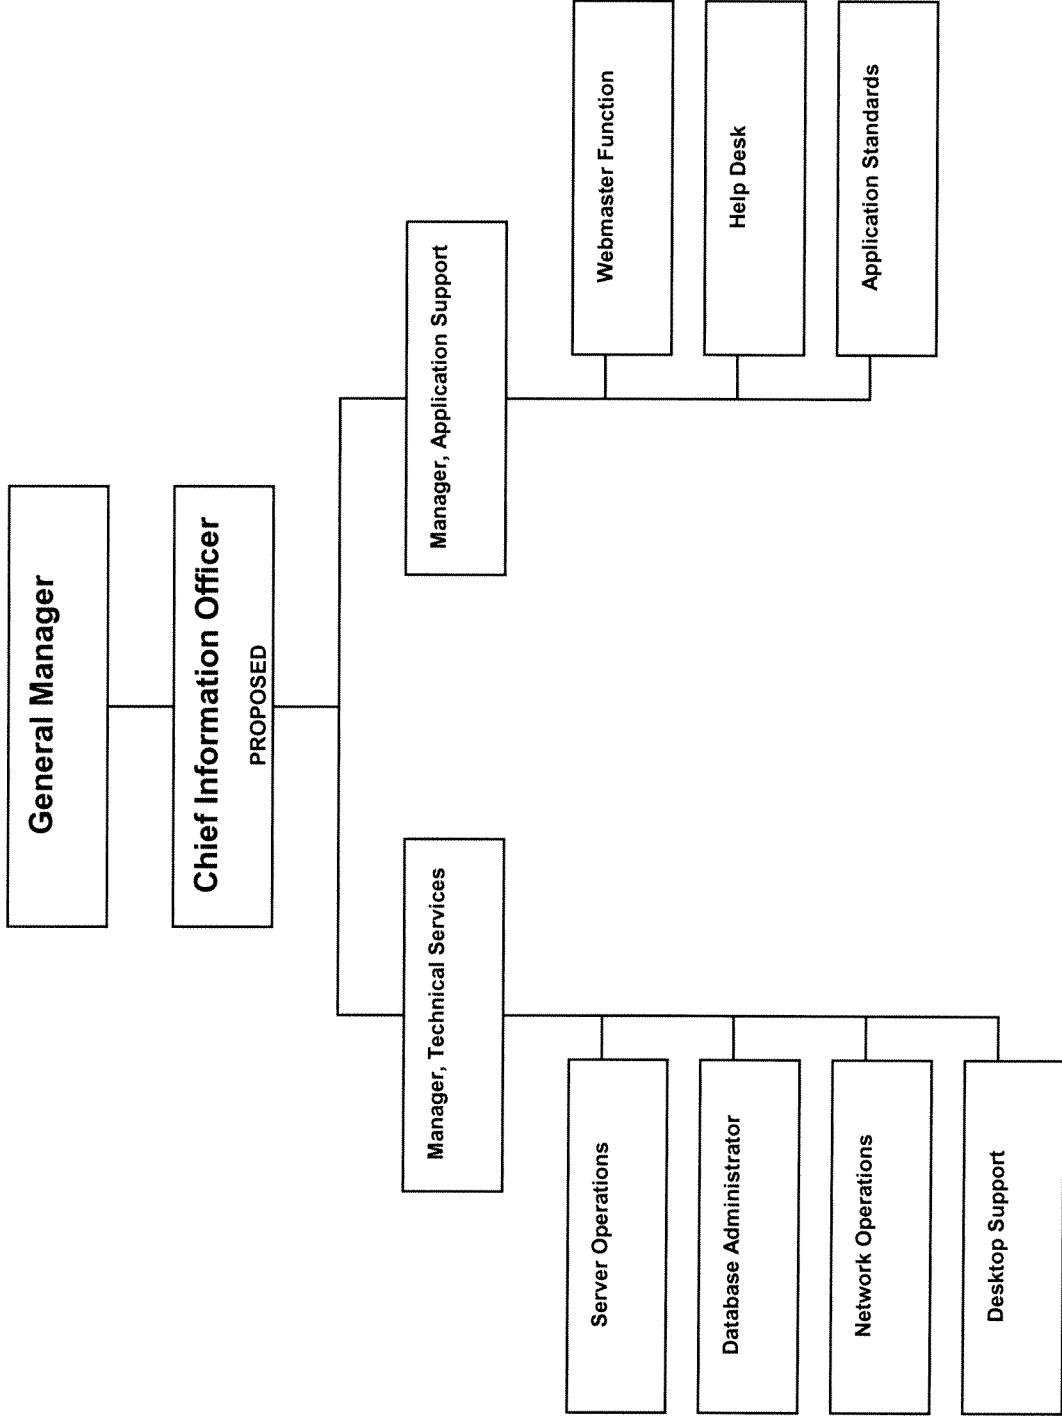 General Manager
Chief Information Officer
PROPOSED
Manager, Technical Services
Server Operations
Database Administrator
Network Operations
Desktop Support
Manager, Application Support
Webmaster Function
Help Desk
Application Standards